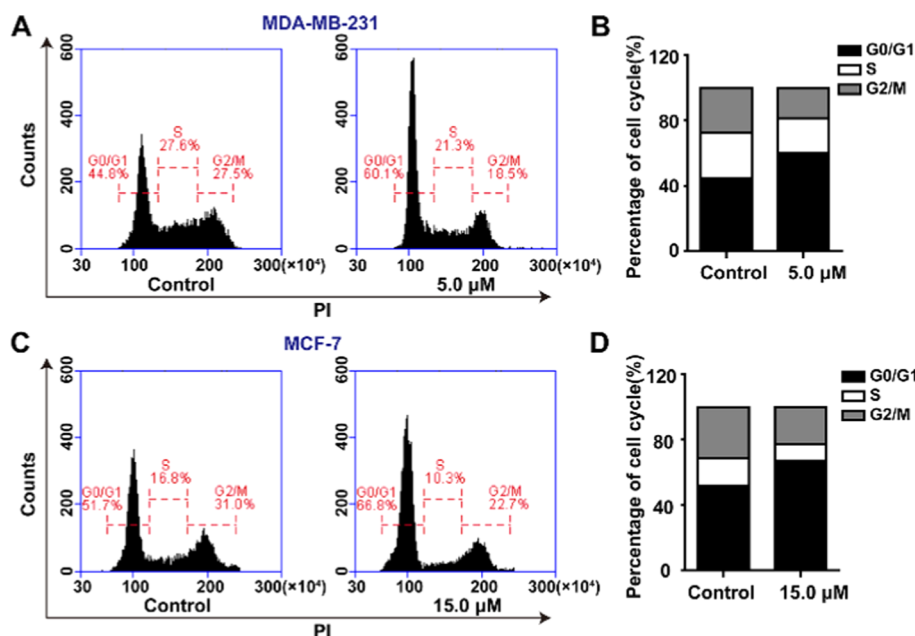 A
MDA-MB-231
Counts
600
400
200
0
G0/G1
44.8%
S
27.6%
G2/M
27.5%
30
100
200
300(×10⁴)
Control
600
400
200
0
G0/G1
60.1%
S
21.3%
G2/M
18.5%
30
100
200
300(×10⁴)
5.0 μM
PI
B
Percentage of cell cycle(%)
120
80
40
0
G0/G1
S
G2/M
Control
5.0 μM
C
MCF-7
Counts
600
400
200
0
G0/G1
51.7%
S
16.8%
G2/M
31.0%
30
100
200
300(×10⁴)
Control
600
400
200
0
G0/G1
66.8%
S
10.3%
G2/M
22.7%
30
100
200
300(×10⁴)
15.0 μM
PI
D
Percentage of cell cycle(%)
120
80
40
0
G0/G1
S
G2/M
Control
15.0 μM